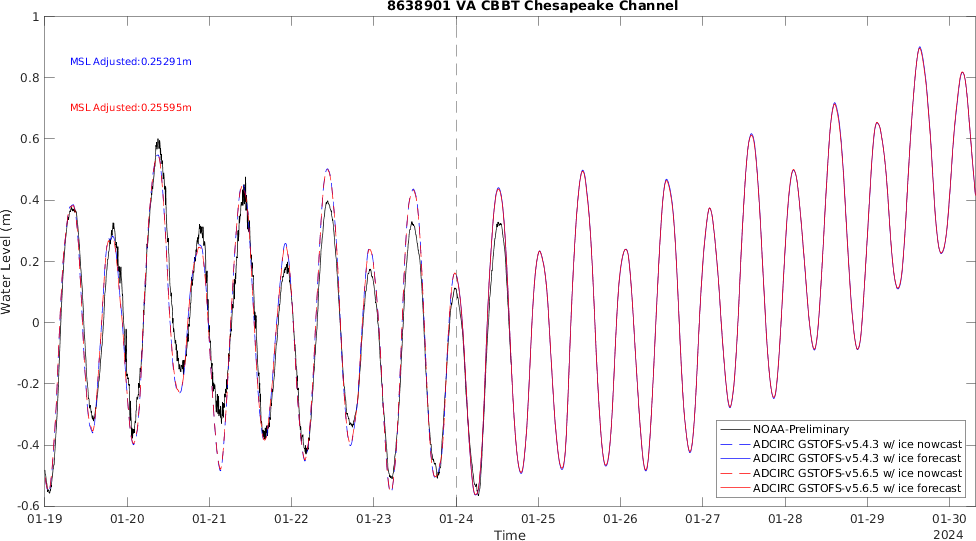 8638901 VA CBBT Chesapeake Channel
MSL Adjusted:0.25291m
MSL Adjusted:0.25595m
Water Level (m)
1
0.8
0.6
0.4
0.2
0
-0.2
-0.4
-0.6
NOAA-Preliminary
ADCIRC GSTOFS-v5.4.3 w/ ice nowcast
ADCIRC GSTOFS-v5.4.3 w/ ice forecast
ADCIRC GSTOFS-v5.6.5 w/ ice nowcast
ADCIRC GSTOFS-v5.6.5 w/ ice forecast
01-19 01-20 01-21 01-22 01-23 01-24 01-25 01-26 01-27 01-28 01-29 01-30
Time
2024